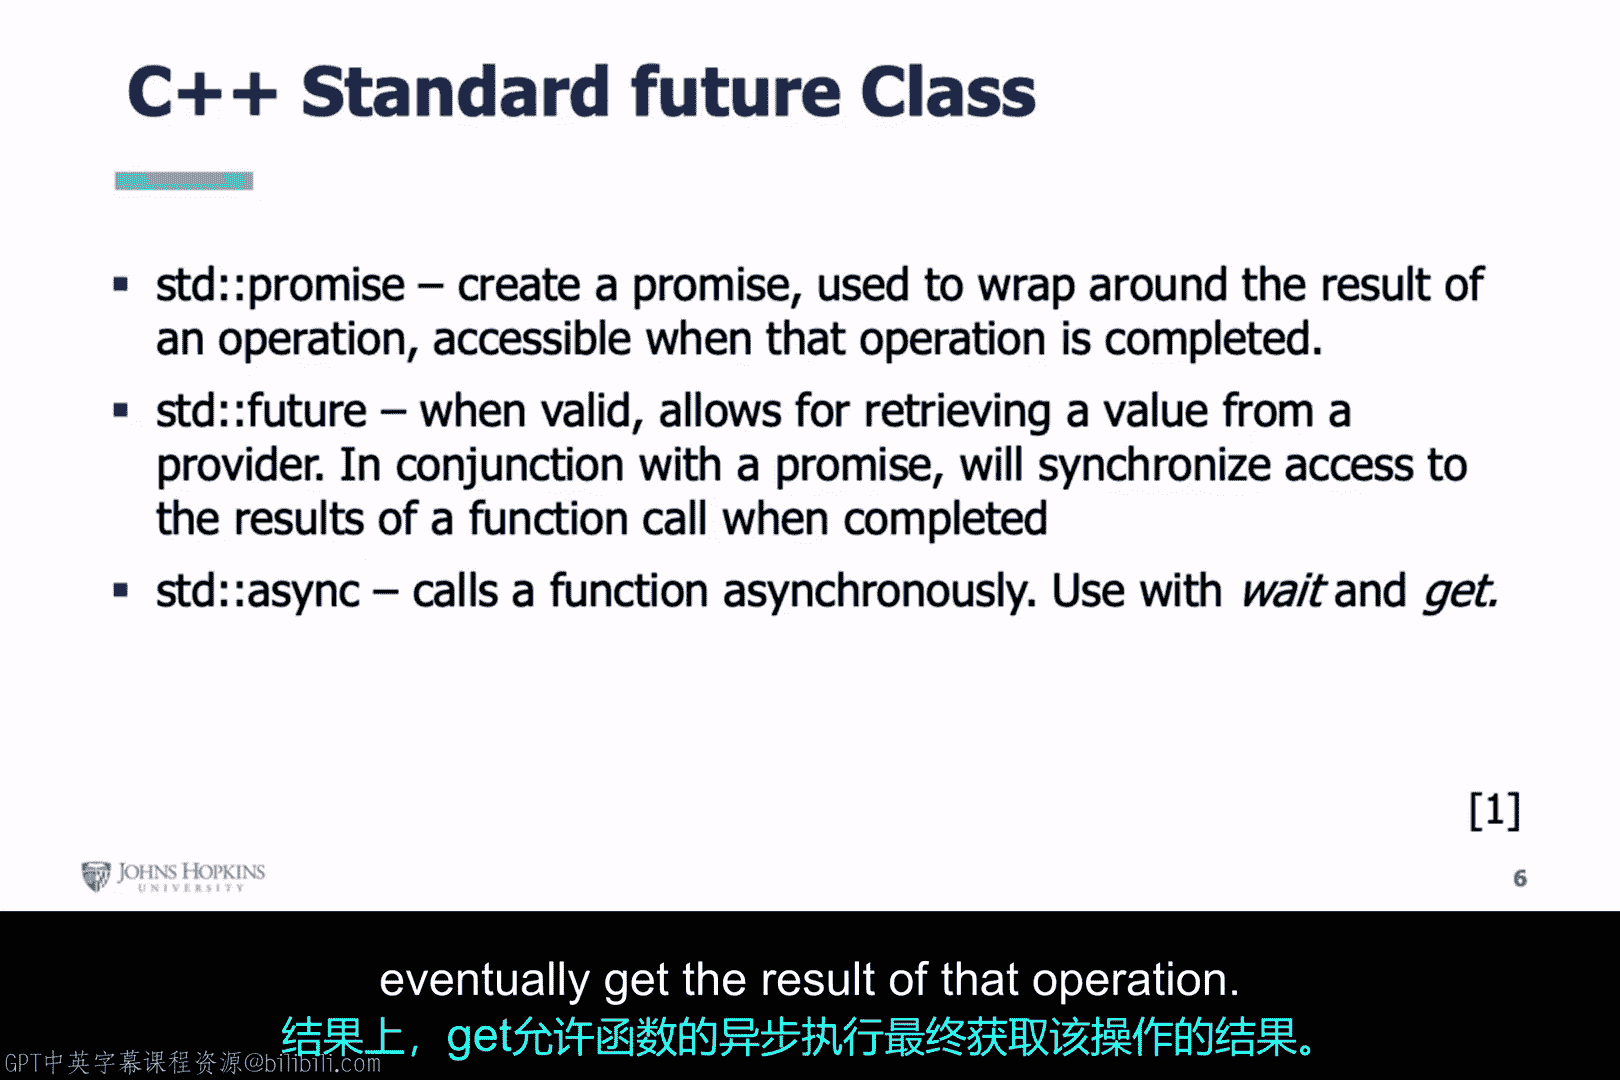 C++ Standard future Class
▪ std::promise – create a promise, used to wrap around the result of
an operation, accessible when that operation is completed.
▪ std::future – when valid, allows for retrieving a value from a
provider. In conjunction with a promise, will synchronize access to
the results of a function call when completed
▪ std::async – calls a function asynchronously. Use with wait and get.
[1]
JOHNS HOPKINS
UNIVERSITY
6
eventually get the result of that operation.
结果上，get允许函数的异步执行最终获取该操作的结果。
GPT中英字幕课程资源@bilibili.com